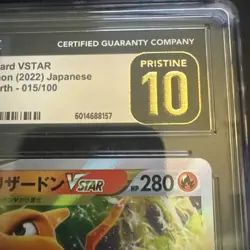 CERTIFIED GUARANTY COMPANY
ard VSTAR
on (2022) Japanese
rth - 015/100
PRISTINE
10
6014688157
リザードンVSTAR HP 280